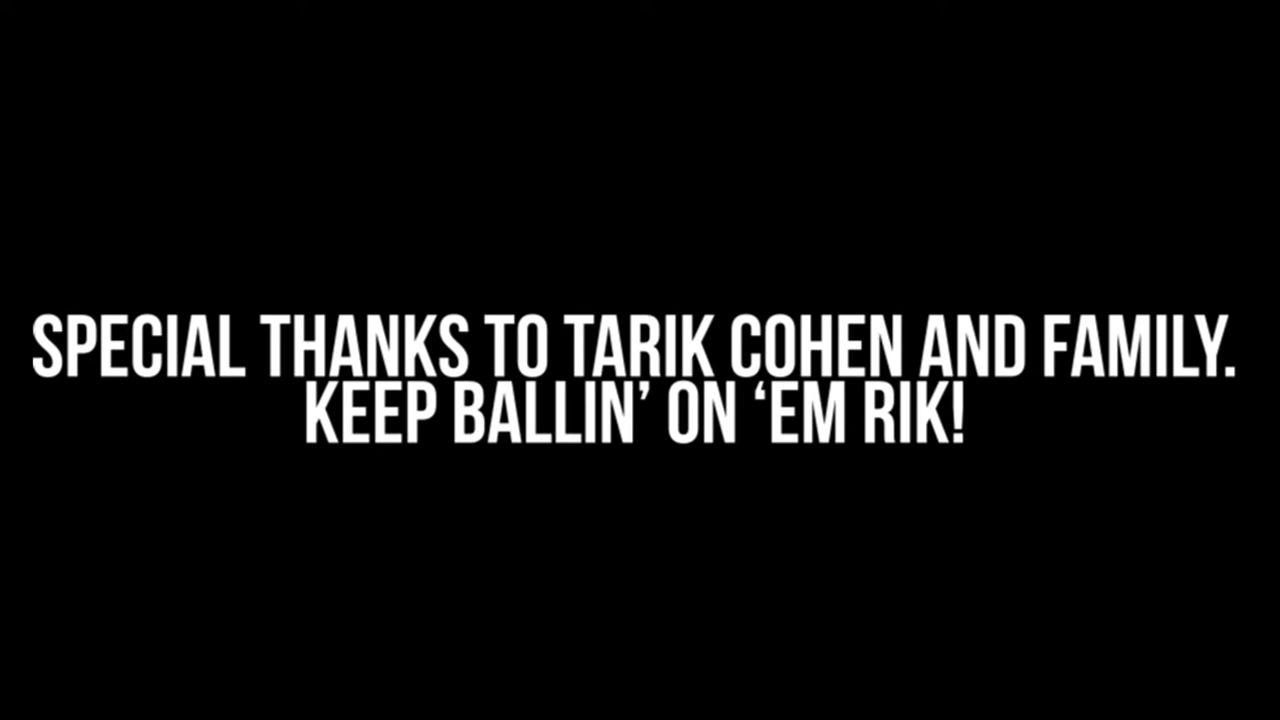 SPECIAL THANKS TO TARIK COHEN AND FAMILY.
KEEP BALLIN’ ON ‘EM RIK!